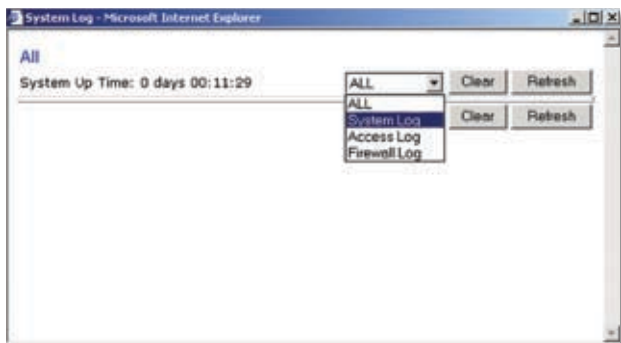 System Log - Microsoft Internet Explorer
All
System Up Time: 0 days 00:11:29
ALL Clear Refresh
ALL
System Log Clear Refresh
Access Log
Firewall Log